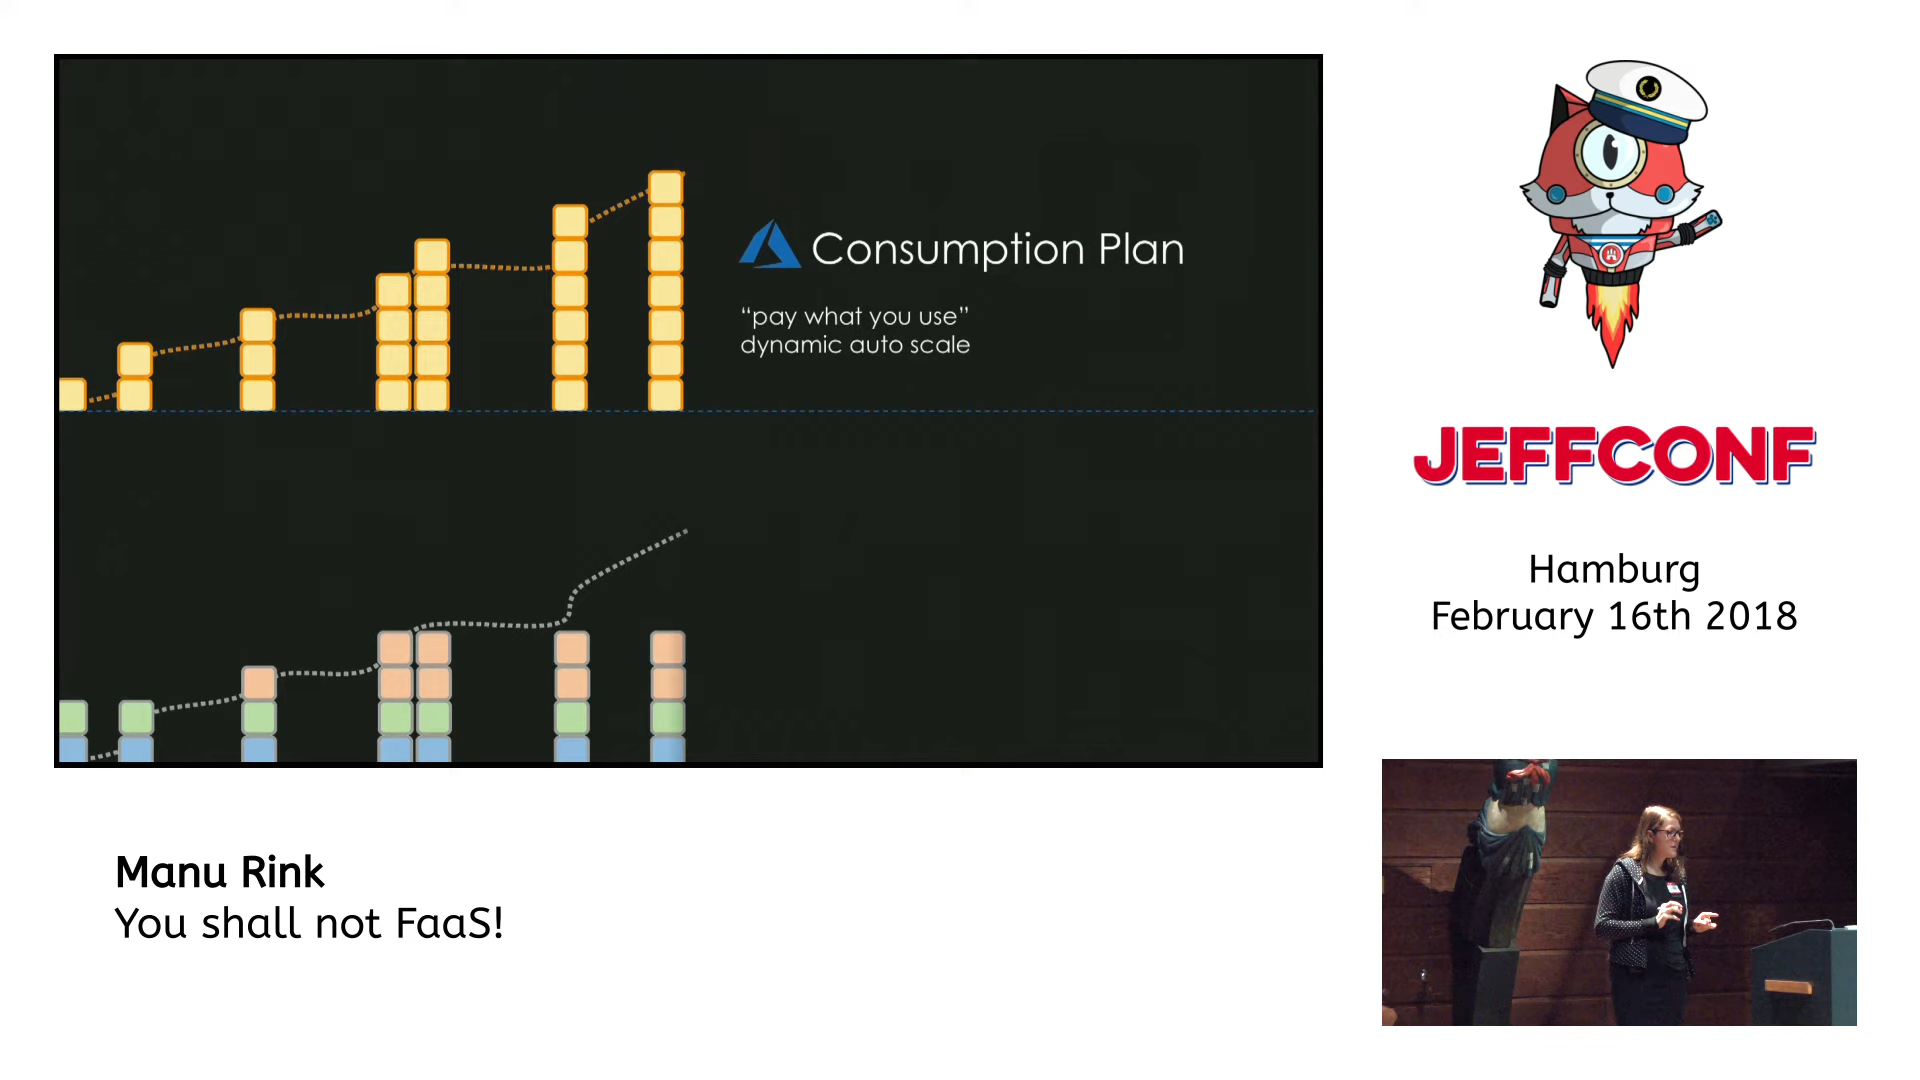 Consumption Plan
“pay what you use”
dynamic auto scale
JEFFCONF
Hamburg
February 16th 2018
Manu Rink
You shall not FaaS!